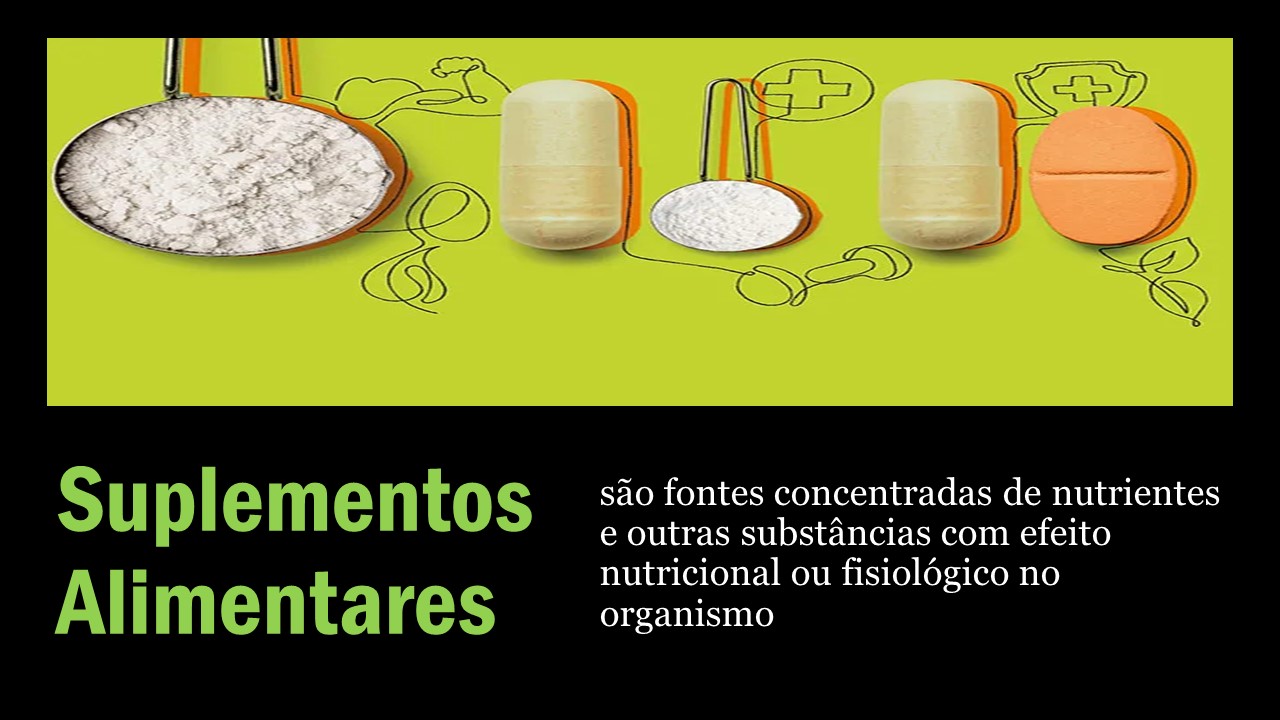 Suplementos
Alimentares
são fontes concentradas de nutrientes
e outras substâncias com efeito
nutricional ou fisiológico no
organismo